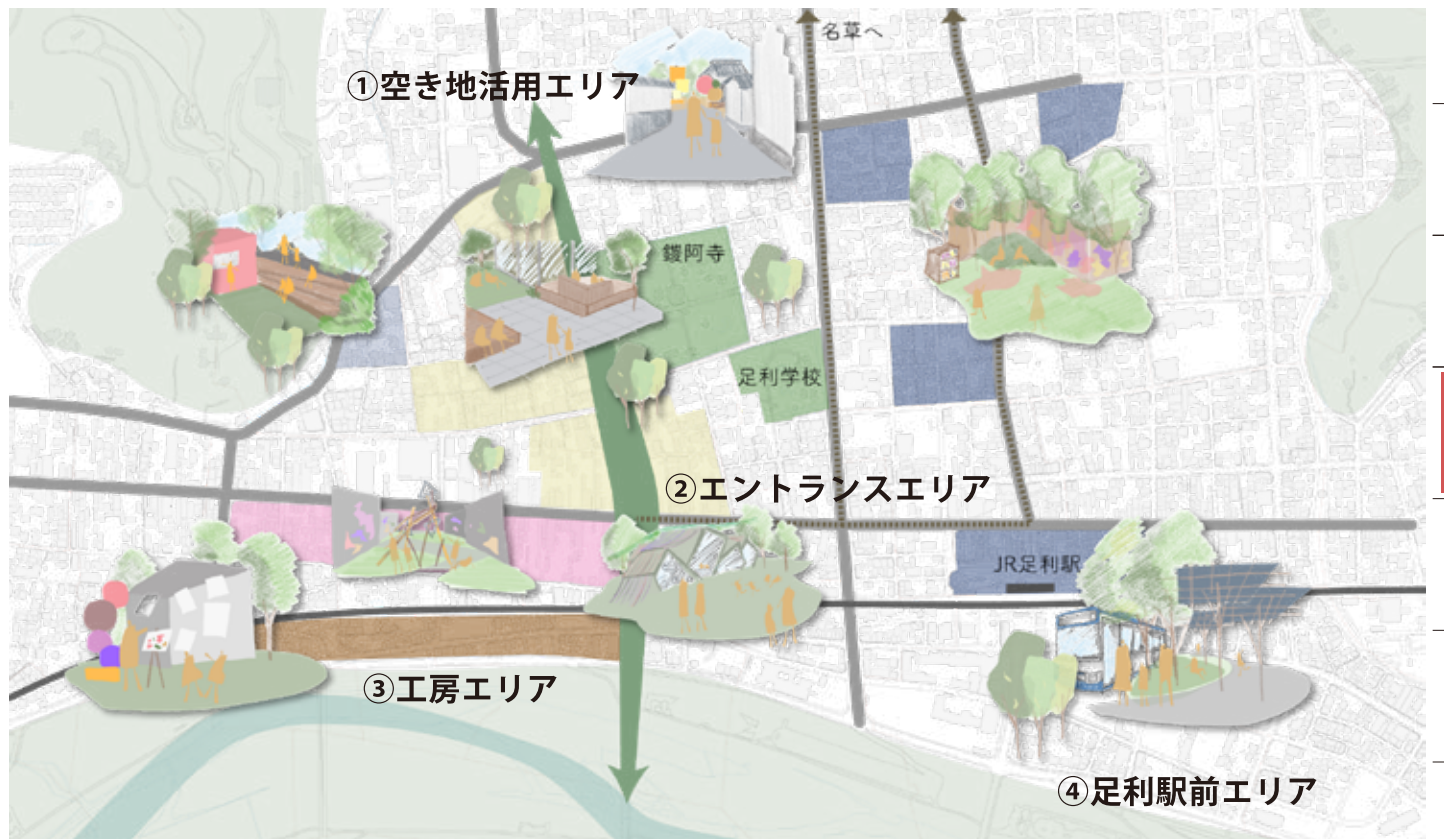 名草へ
①空き地活用エリア
鑁阿寺
足利学校
②エントランスエリア
JR足利駅
③工房エリア
④足利駅前エリア